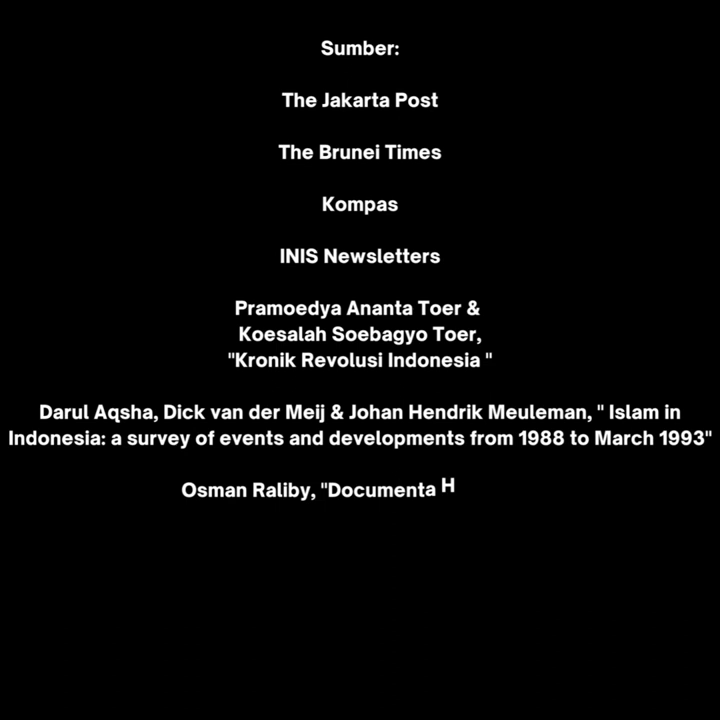 Sumber:
The Jakarta Post
The Brunei Times
Kompas
INIS Newsletters
Pramoedya Ananta Toer &
Koesalah Soebagyo Toer,
"Kronik Revolusi Indonesia "
Darul Aqsha, Dick van der Meij & Johan Hendrik Meuleman, " Islam in
Indonesia: a survey of events and developments from 1988 to March 1993"
Osman Raliby, "Documenta H